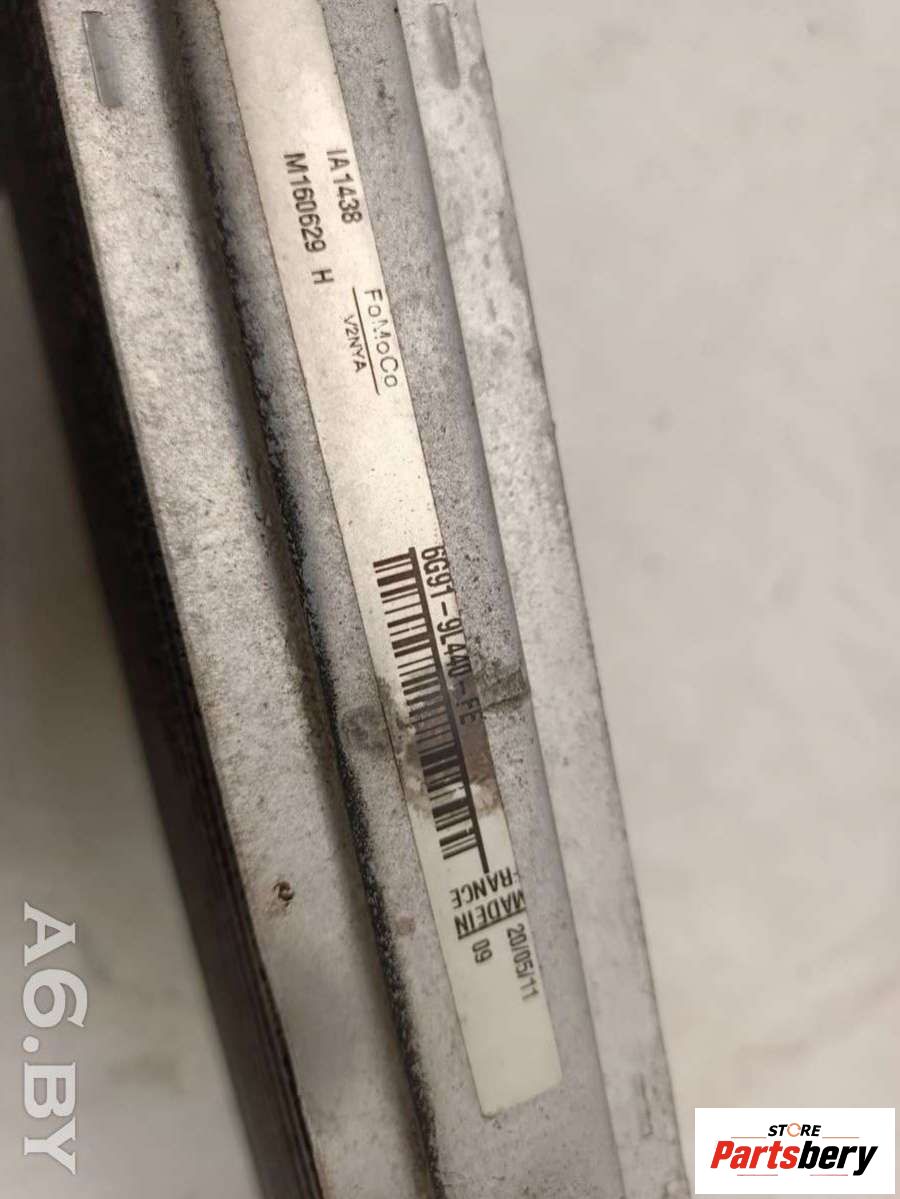 IA1438
M160629 H
FoMoCo
V2NYA
6G91-9L440-FE
MADE IN
FRANCE
20/05/11
09
A6.BY
STORE
Partsbery